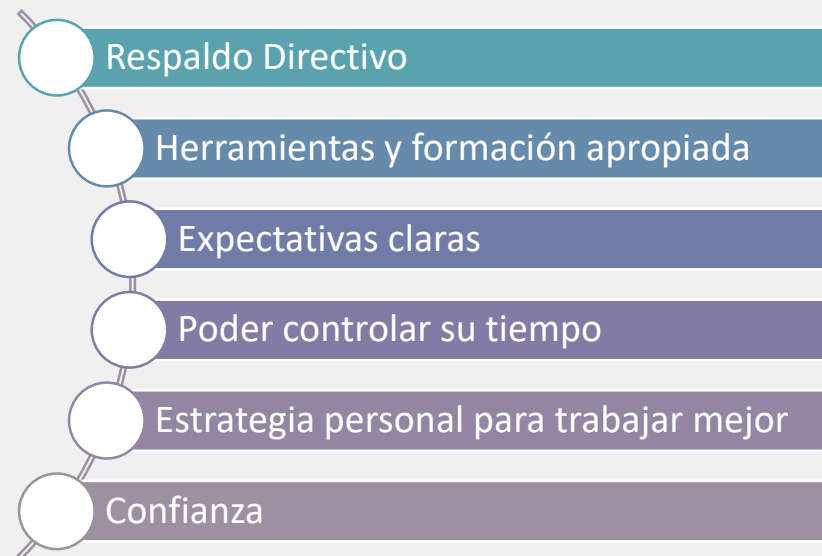 Respaldo Directivo
Herramientas y formación apropiada
Expectativas claras
Poder controlar su tiempo
Estrategia personal para trabajar mejor
Confianza